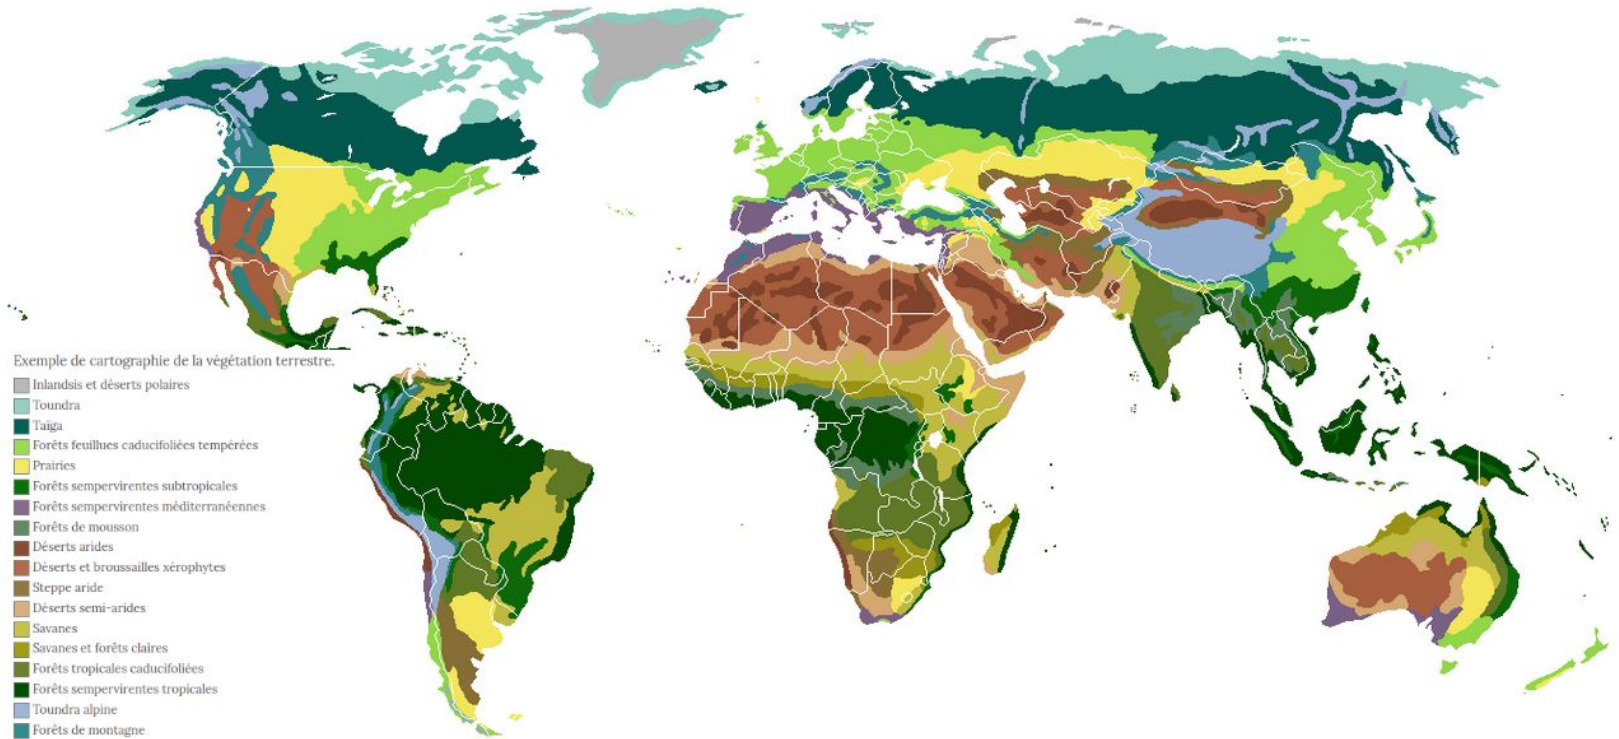 Exemple de cartographie de la végétation terrestre.
Inlandsis et déserts polaires
Toundra
Taïga
Forêts feuillues caducifoliées tempérées
Prairies
Forêts sempervirentes subtropicales
Forêts sempervirentes méditerranéennes
Forêts de mousson
Déserts arides
Déserts et broussailles xérophytes
Steppe aride
Déserts semi-arides
Savanes
Savanes et forêts claires
Forêts tropicales caducifoliées
Forêts sempervirentes tropicales
Toundra alpine
Forêts de montagne